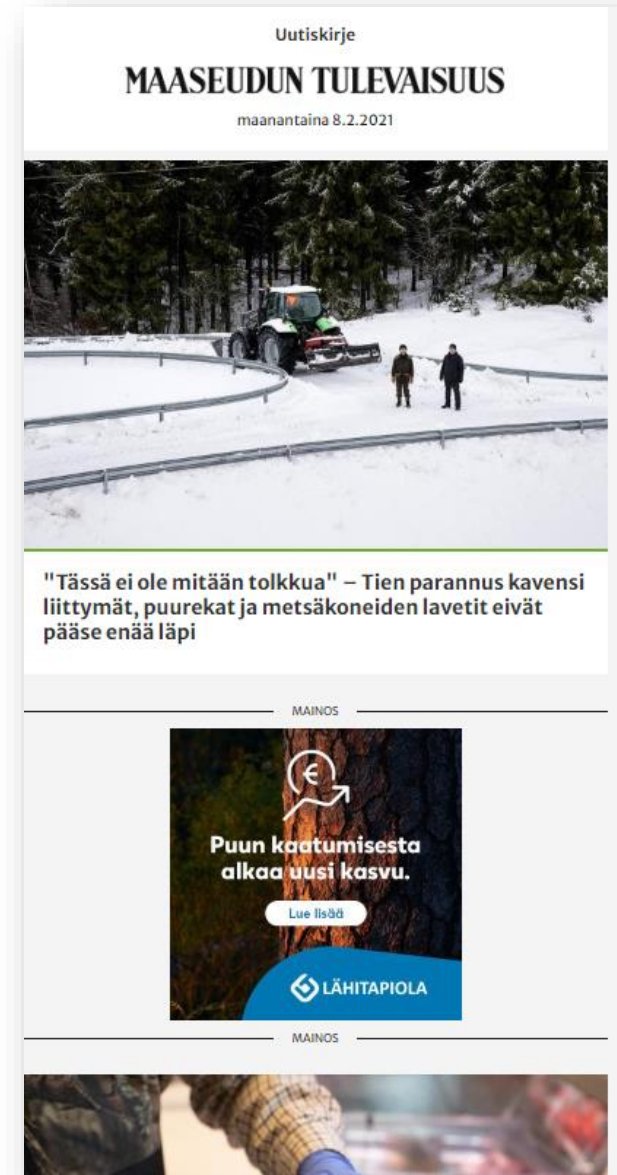 Uutiskirje
MAASEUDUN TULEVAISUUS
maanantaina 8.2.2021
"Tässä ei ole mitään tolkkua" – Tien parannus kavensi
liittymät, puurekat ja metsäkoneiden lavetit eivät
pääse enää läpi
MAINOS
€
Puun kaatumisesta
alkaa uusi kasvu.
Lue lisää
LÄHITAPIOLA
MAINOS